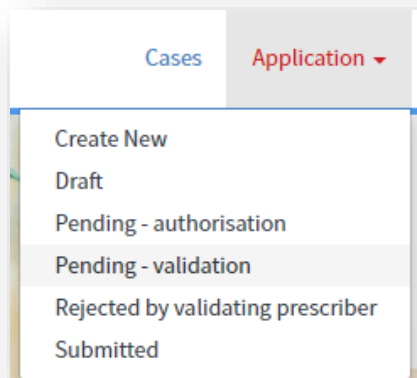 Cases Application
Create New
Draft
Pending - authorisation
Pending - validation
Rejected by validating prescriber
Submitted